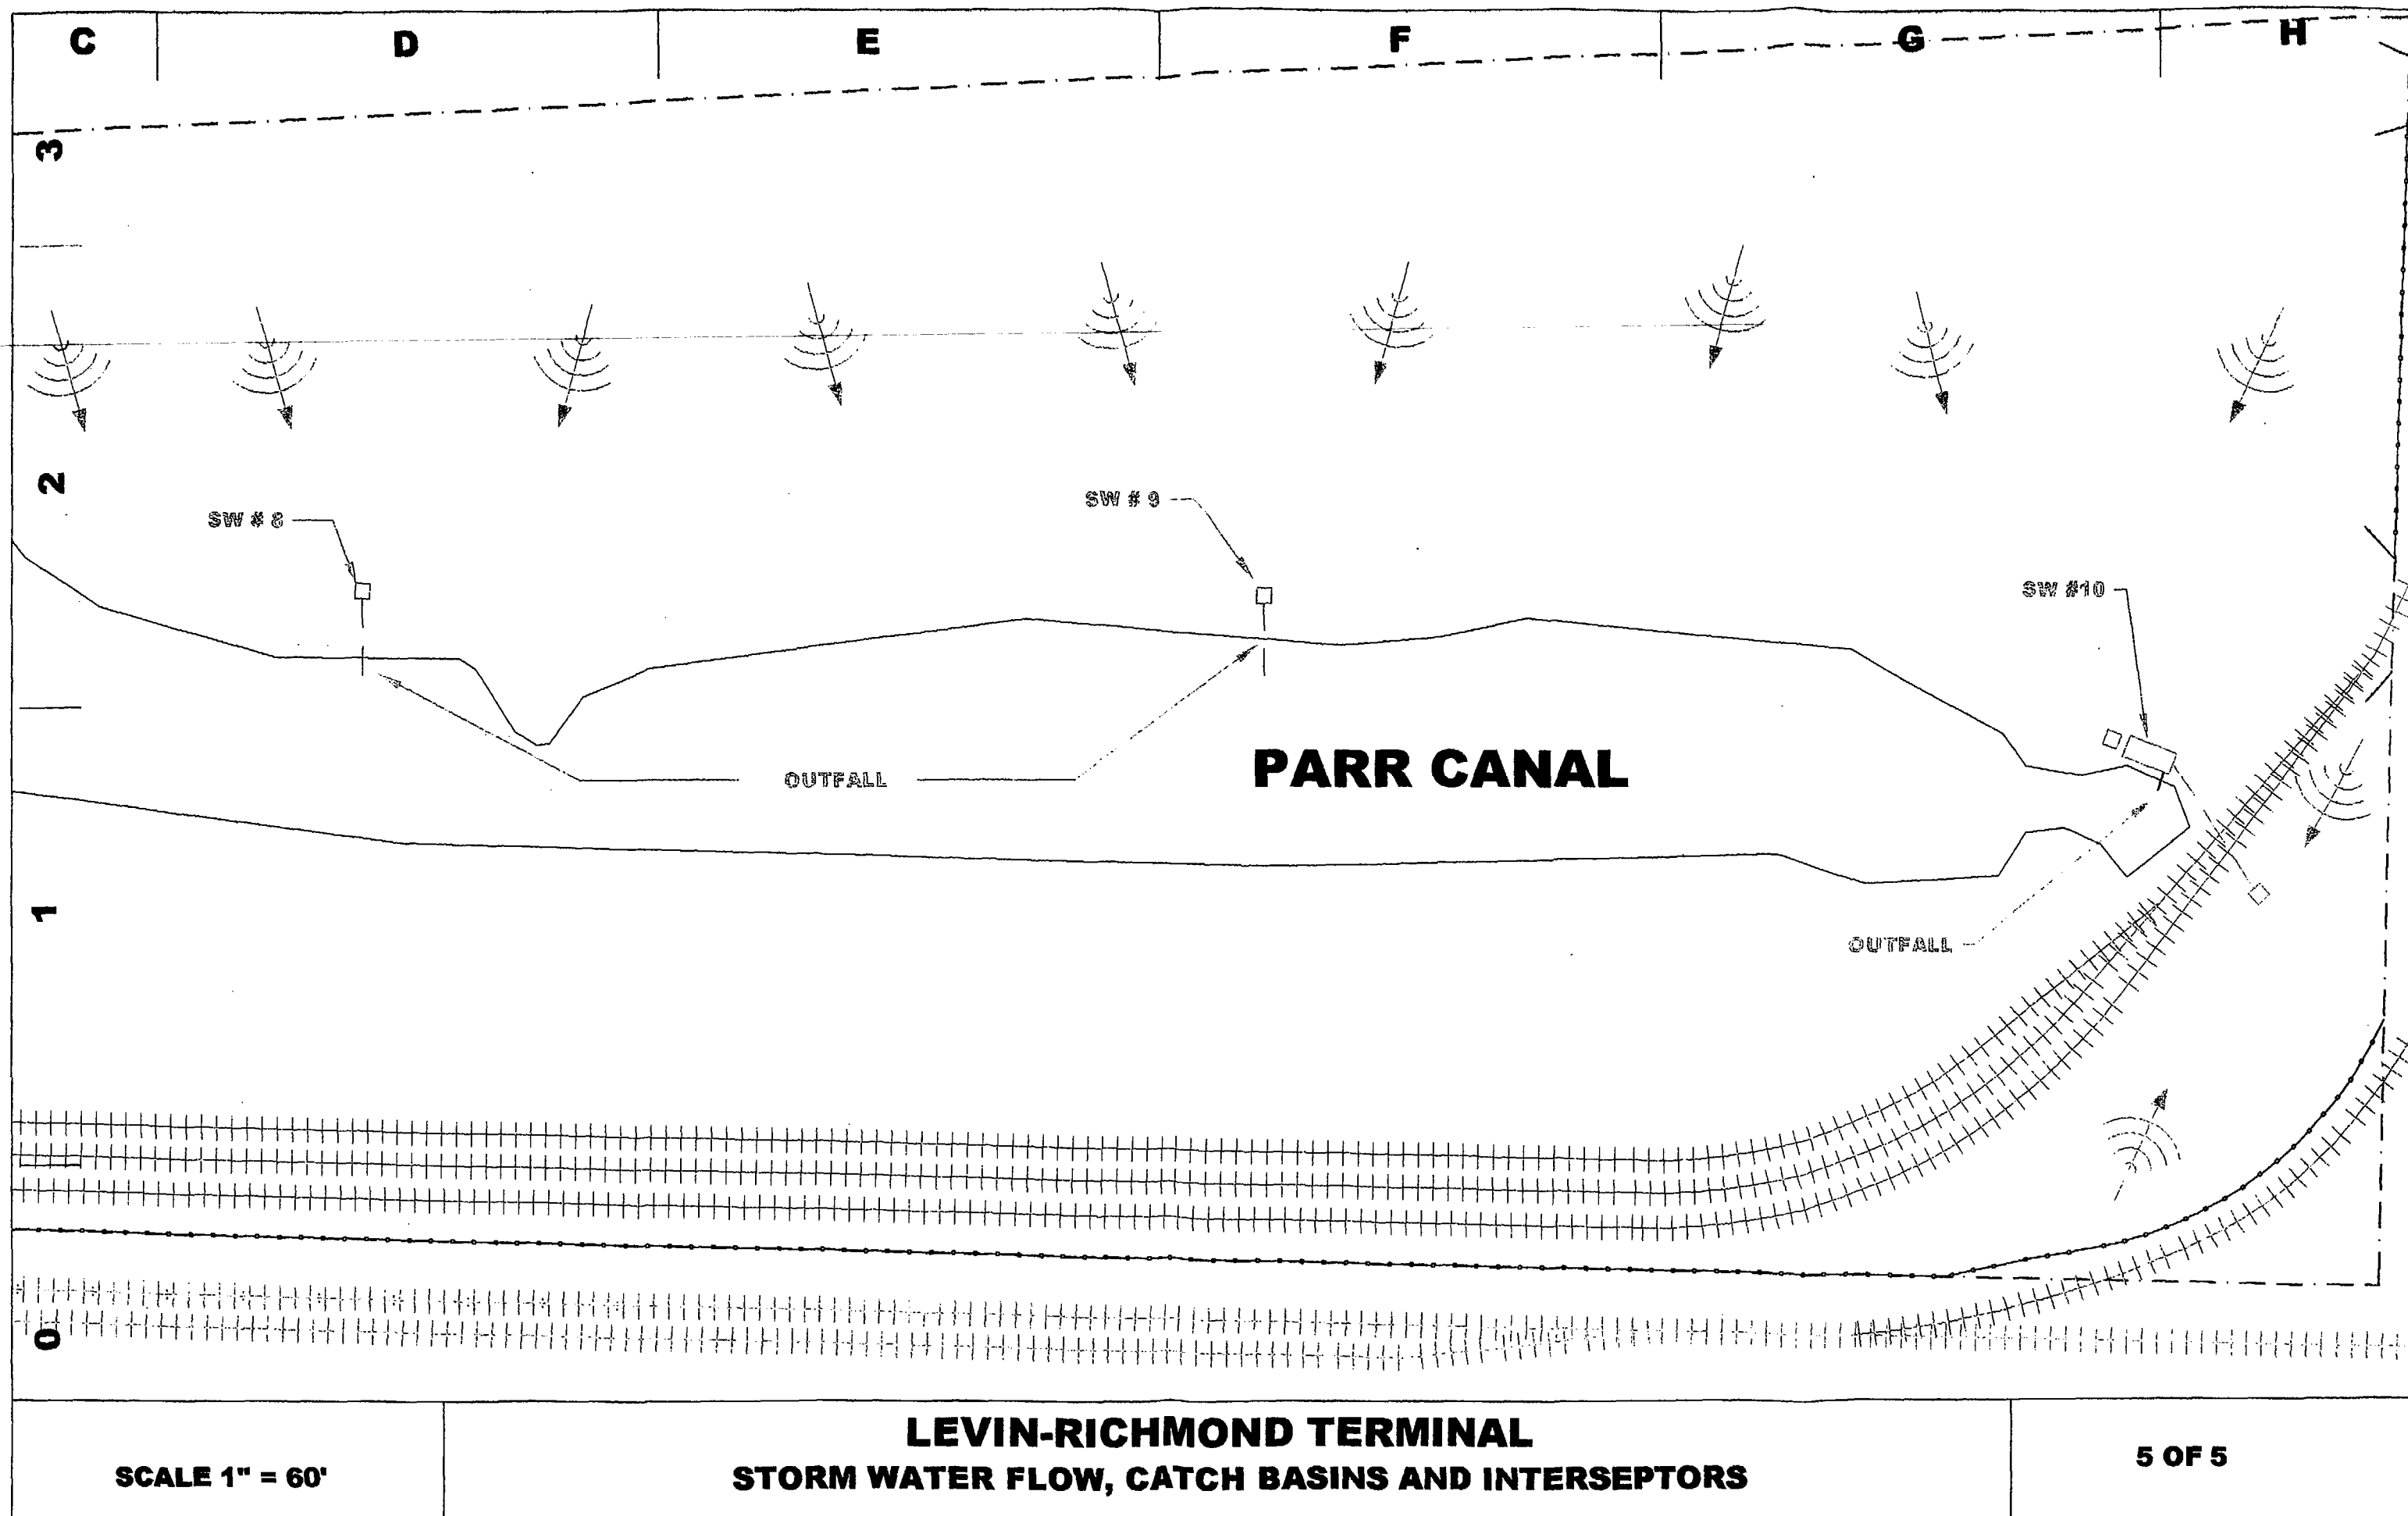 C D E F G H
3
2
SW # 8
SW # 9
SW #10
OUTFALL
PARR CANAL
1
OUTFALL
0
SCALE 1" = 60'
LEVIN-RICHMOND TERMINAL
STORM WATER FLOW, CATCH BASINS AND INTERSEPTORS
5 OF 5